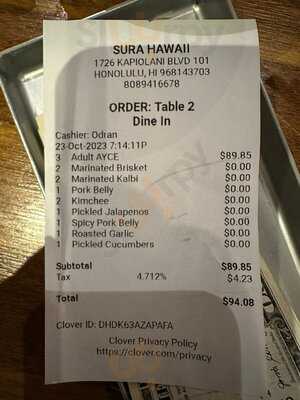 SURA HAWAII
1726 KAPIOLANI BLVD 101
HONOLULU, HI 968143703
8089416678
ORDER: Table 2
Dine In
Cashier: Odran
23-Oct-2023 7:14:11P
3 Adult AYCE $89.85
2 Marinated Brisket $0.00
2 Marinated Kalbi $0.00
1 Pork Belly $0.00
2 Kimchee $0.00
1 Pickled Jalapenos $0.00
1 Spicy Pork Belly $0.00
1 Roasted Garlic $0.00
1 Pickled Cucumbers $0.00
Subtotal $89.85
Tax 4.712% $4.23
Total $94.08
Clover ID: DHDK63AZAPAFA
Clover Privacy Policy
https://clover.com/privacy